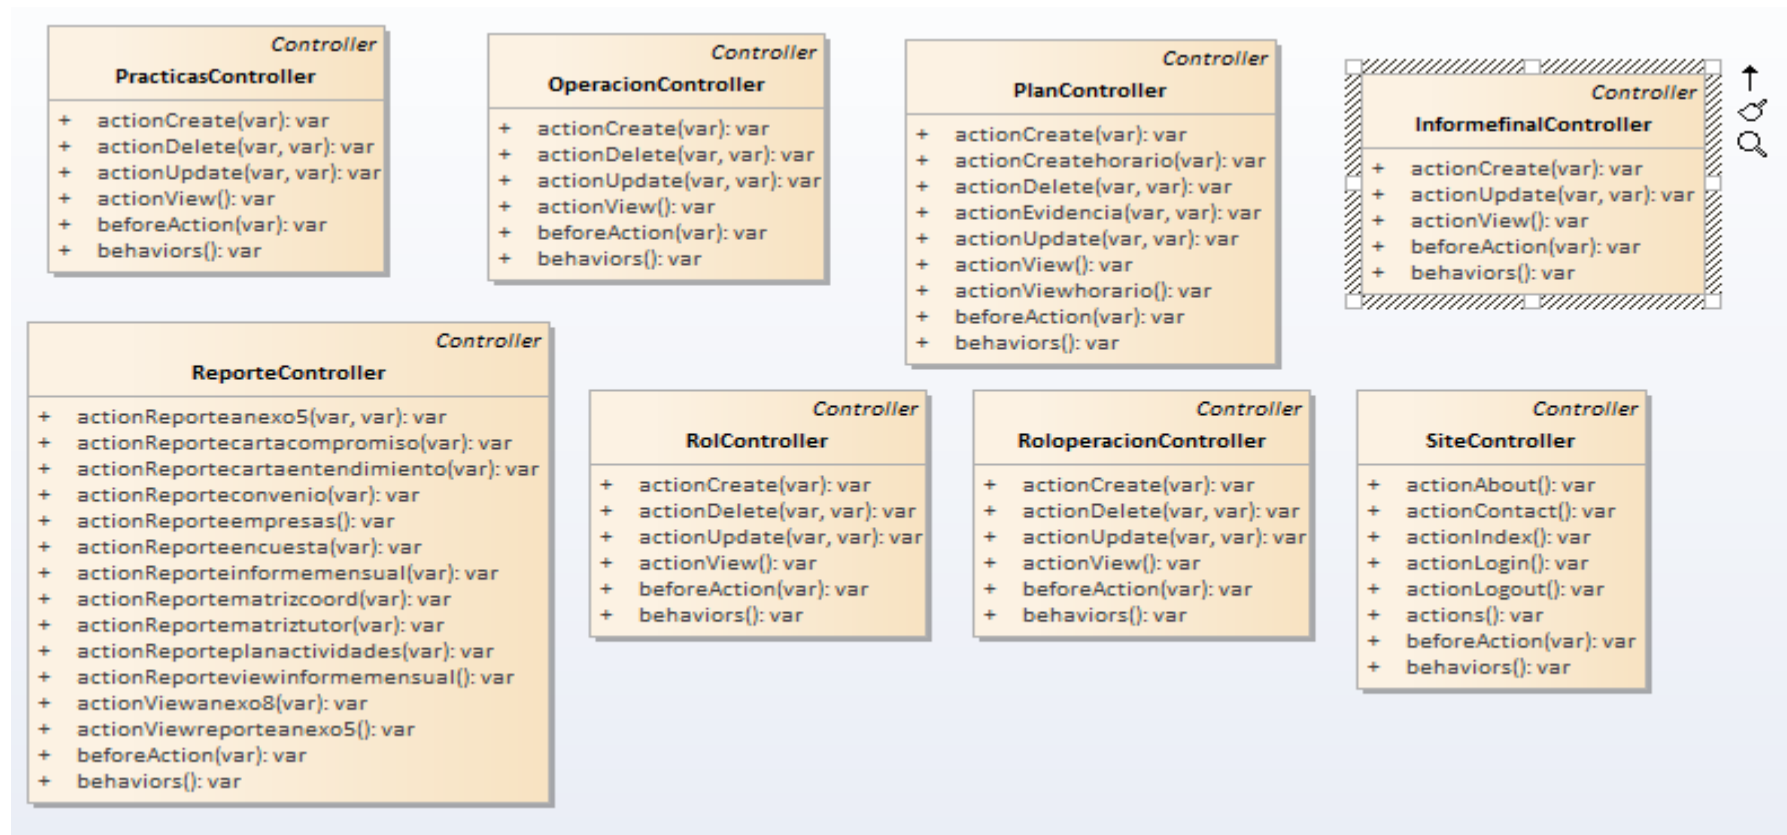 Controller
PracticasController
+ actionCreate(var): var
+ actionDelete(var, var): var
+ actionUpdate(var, var): var
+ actionView(): var
+ beforeAction(var): var
+ behaviors(): var
Controller
OperacionController
+ actionCreate(var): var
+ actionDelete(var, var): var
+ actionUpdate(var, var): var
+ actionView(): var
+ beforeAction(var): var
+ behaviors(): var
Controller
PlanController
+ actionCreate(var): var
+ actionCreatehorario(var): var
+ actionDelete(var, var): var
+ actionEvidencia(var, var): var
+ actionUpdate(var, var): var
+ actionView(): var
+ actionViewhorario(): var
+ beforeAction(var): var
+ behaviors(): var
Controller
InformefinalController
+ actionCreate(var): var
+ actionUpdate(var, var): var
+ actionView(): var
+ beforeAction(var): var
+ behaviors(): var
Controller
ReporteController
+ actionReporteanexo5(var, var): var
+ actionReportecartacompromiso(var): var
+ actionReportecartaentendimiento(var): var
+ actionReporteconvenio(var): var
+ actionReporteempresas(): var
+ actionReporteencuesta(var): var
+ actionReporteinformemensual(var): var
+ actionReportematrizcoord(var): var
+ actionReportematriztutor(var): var
+ actionReporteplanactividades(var): var
+ actionReporteviewinformemensual(): var
+ actionViewanexo8(var): var
+ actionViewreporteanexo5(): var
+ beforeAction(var): var
+ behaviors(): var
Controller
RolController
+ actionCreate(var): var
+ actionDelete(var, var): var
+ actionUpdate(var, var): var
+ actionView(): var
+ beforeAction(var): var
+ behaviors(): var
Controller
RoloperacionController
+ actionCreate(var): var
+ actionDelete(var, var): var
+ actionUpdate(var, var): var
+ actionView(): var
+ beforeAction(var): var
+ behaviors(): var
Controller
SiteController
+ actionAbout(): var
+ actionContact(): var
+ actionIndex(): var
+ actionLogin(): var
+ actionLogout(): var
+ actions(): var
+ beforeAction(var): var
+ behaviors(): var